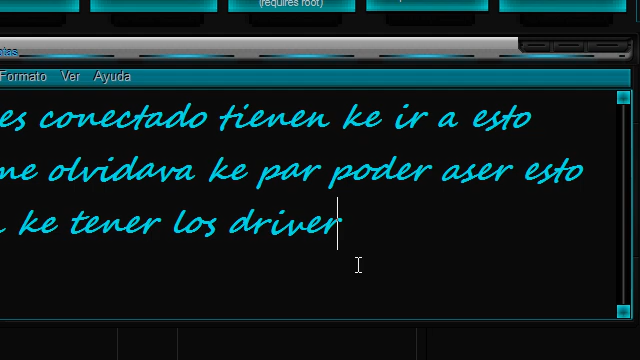 (requires root)
Formato Ver Ayuda
es conectado tienen ke ir a esto
me olvidava ke par poder aser esto
ke tener los driver